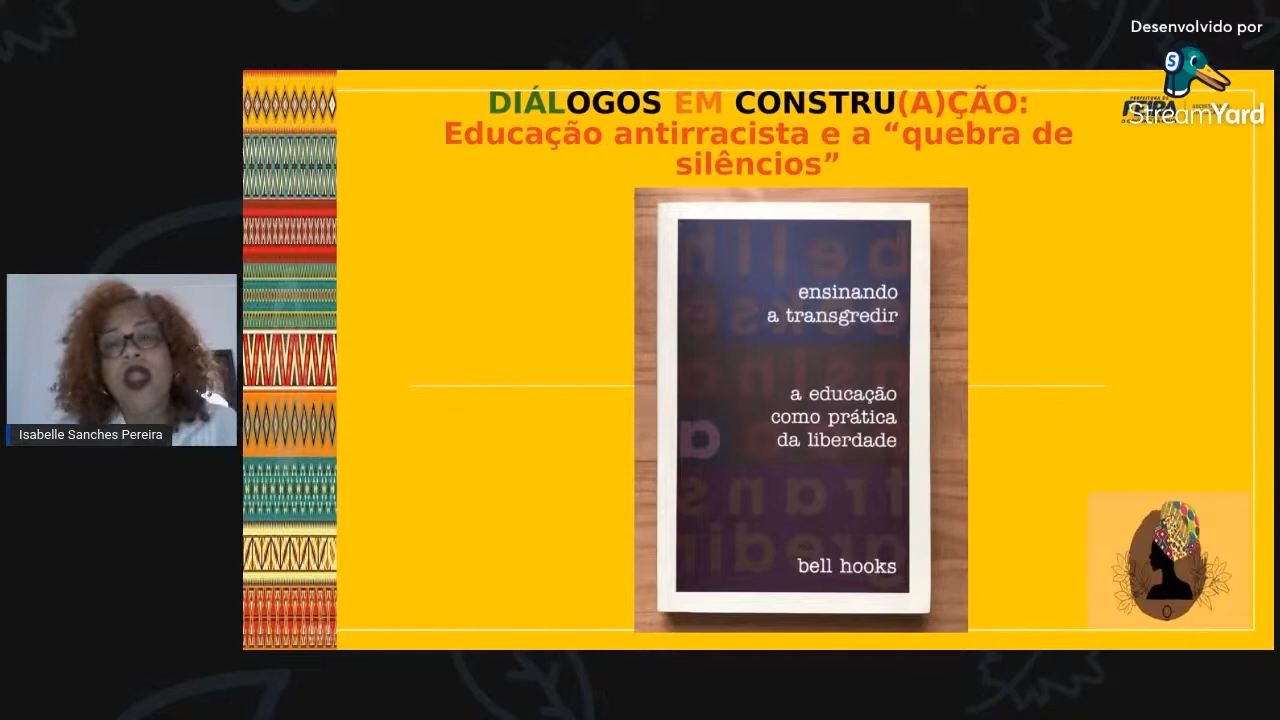 Desenvolvido por
StreamYard
DIÁLOGOS EM CONSTRU(A)ÇÃO:
Educação antirracista e a “quebra de
silêncios”
ensinando
a transgredir
a educação
como prática
da liberdade
bell hooks
Isabelle Sanches Pereira